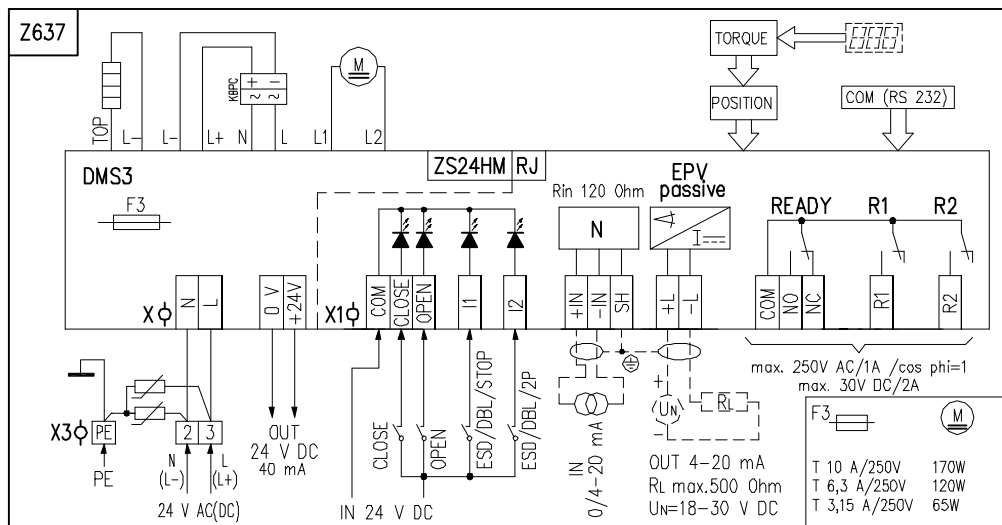 Z637
TORQUE
POSITION
COM (RS 232)
KBPC
+ −
~ ~
M
TOP
L−
L−
L+
N
L
L1
L2
DMS3
F3
ZS24HM RJ
Rin 120 Ohm
N
EPV
passive
READY
R1
R2
X
N
L
0 V
+24V
X1
COM
CLOSE
OPEN
I1
I2
+IN
−IN
SH
+L
−L
COM
NO
NC
R1
R2
max. 250V AC/1A /cos phi=1
max. 30V DC/2A
X3
PE
2
3
PE
N
(L−)
L
(L+)
24 V AC(DC)
OUT
24 V DC
40 mA
CLOSE
OPEN
ESD/DBL/STOP
ESD/DBL/2P
IN 24 V DC
IN
0/4−20 mA
+
UN
−
RL
OUT 4−20 mA
RL max.500 Ohm
UN=18−30 V DC
F3
M
T 10 A/250V 170W
T 6,3 A/250V 120W
T 3,15 A/250V 65W